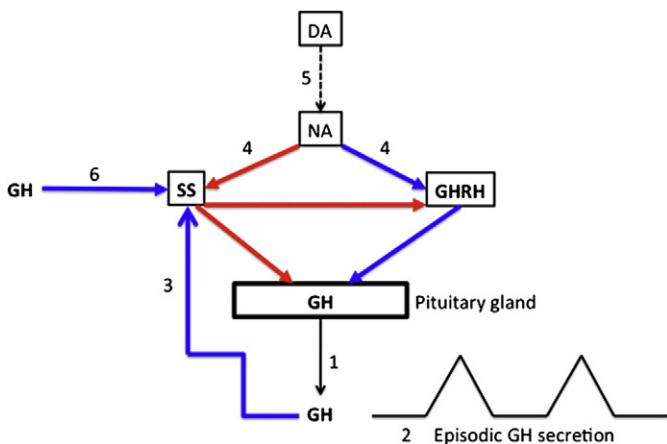 DA
5
NA
4
4
GH
6
SS
GHRH
3
GH
Pituitary gland
1
GH
2 Episodic GH secretion